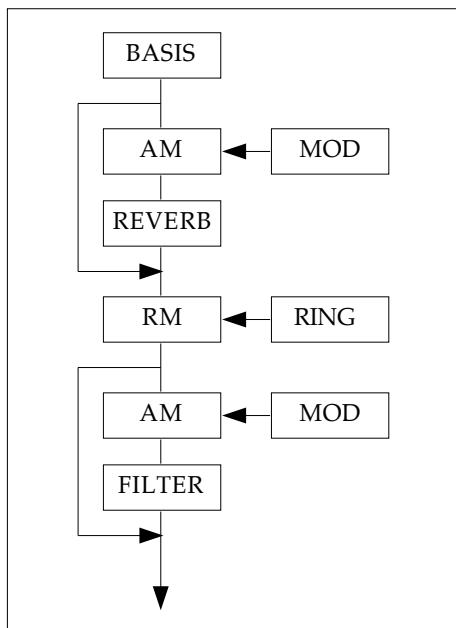 BASIS
AM MOD
REVERB
RM RING
AM MOD
FILTER